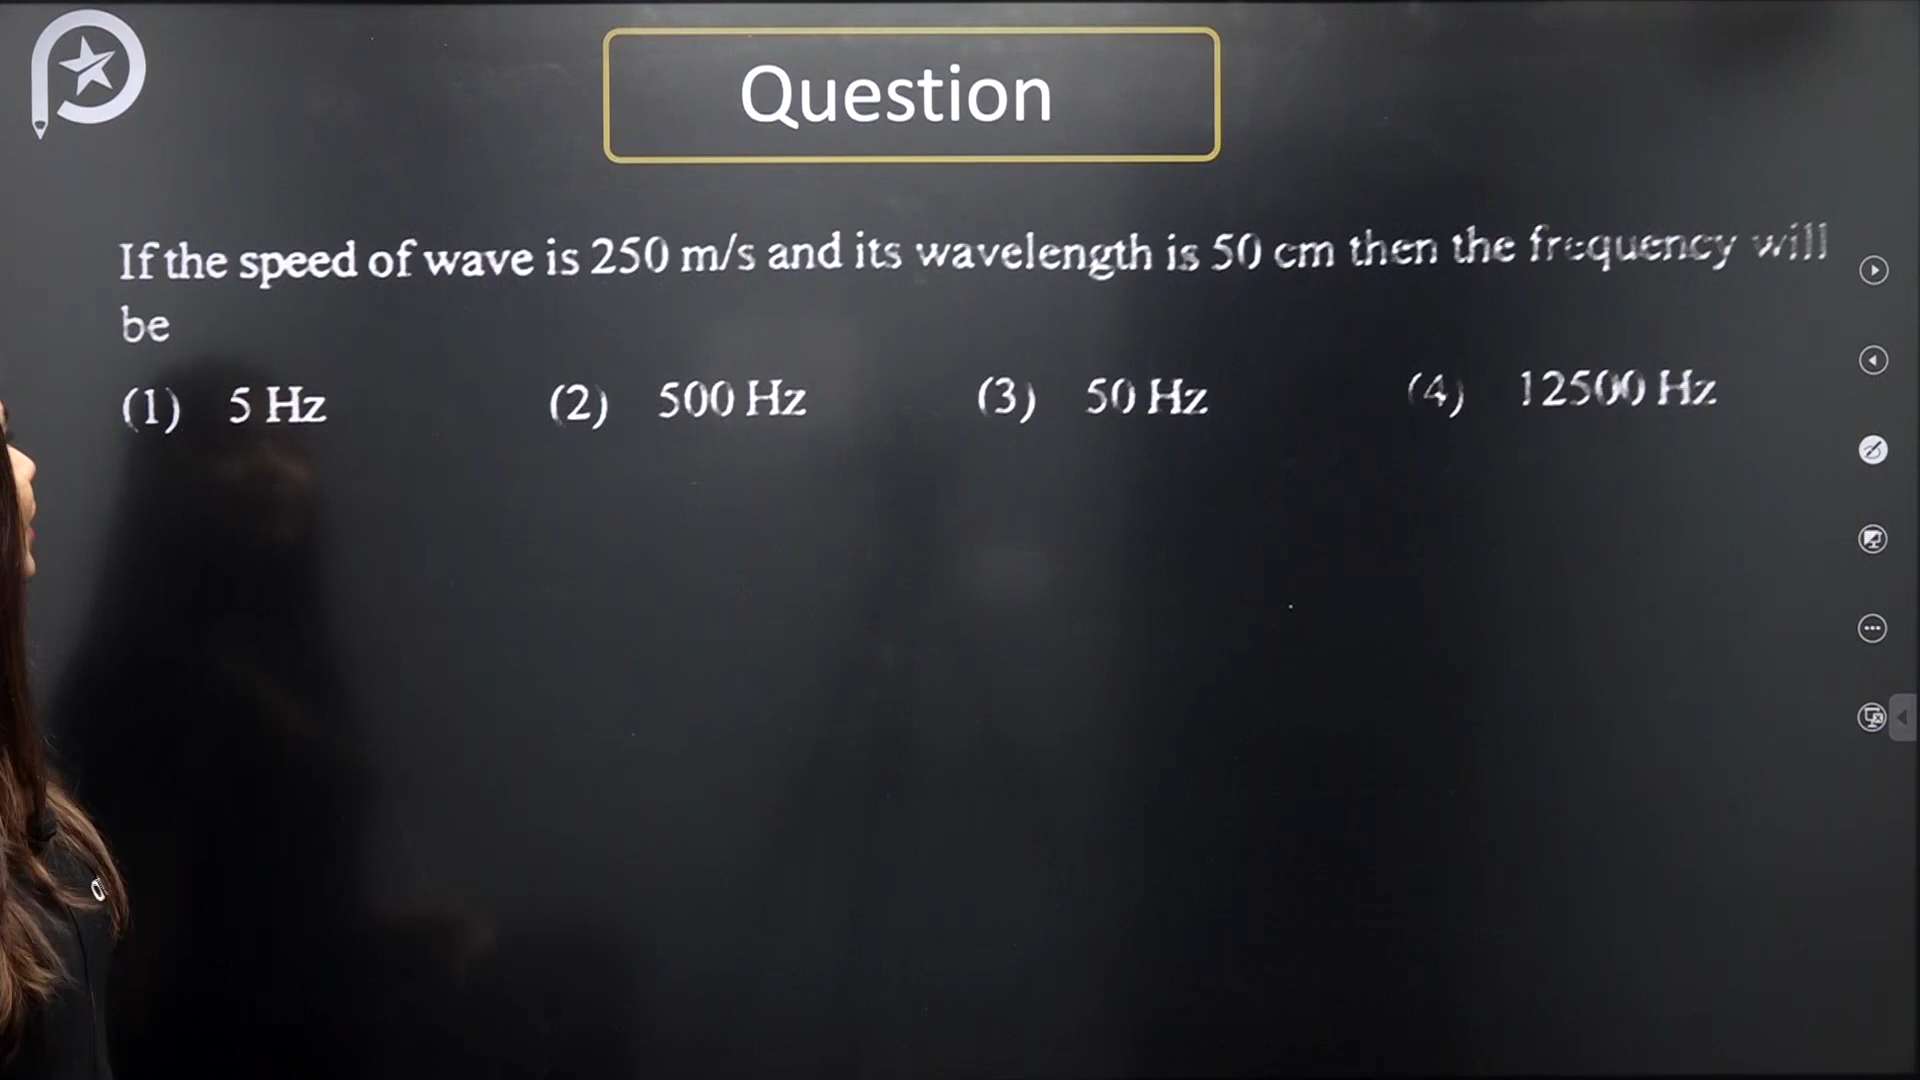 Question
If the speed of wave is 250 m/s and its wavelength is 50 cm then the frequency will
be
(1) 5 Hz (2) 500 Hz (3) 50 Hz (4) 12500 Hz